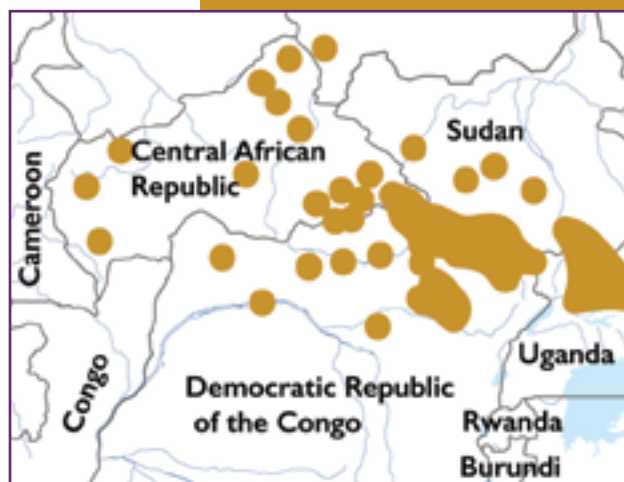 Sudan
Central African
Republic
Cameroon
Uganda
Congo
Democratic Republic
of the Congo
Rwanda
Burundi